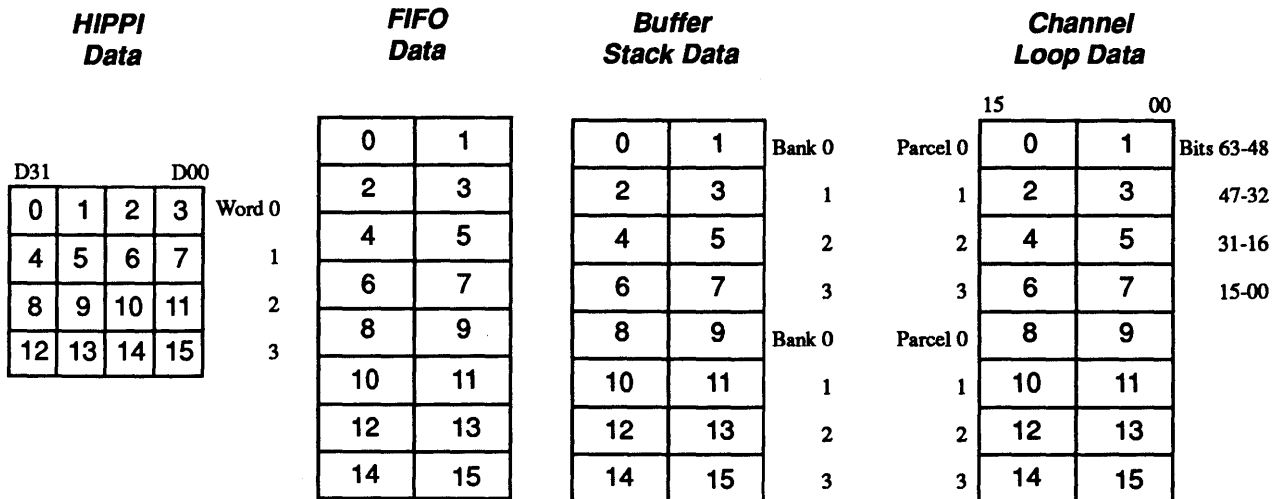 HIPPI Data
FIFO Data
Buffer Stack Data
Channel Loop Data
D31 D00
0 1 2 3 Word 0
4 5 6 7 1
8 9 10 11 2
12 13 14 15 3
0 1
2 3
4 5
6 7
8 9
10 11
12 13
14 15
0 1 Bank 0
2 3 1
4 5 2
6 7 3
8 9 Bank 0
10 11 1
12 13 2
14 15 3
15 00
Parcel 0 0 1 Bits 63-48
1 2 3 47-32
2 4 5 31-16
3 6 7 15-00
Parcel 0 8 9
1 10 11
2 12 13
3 14 15